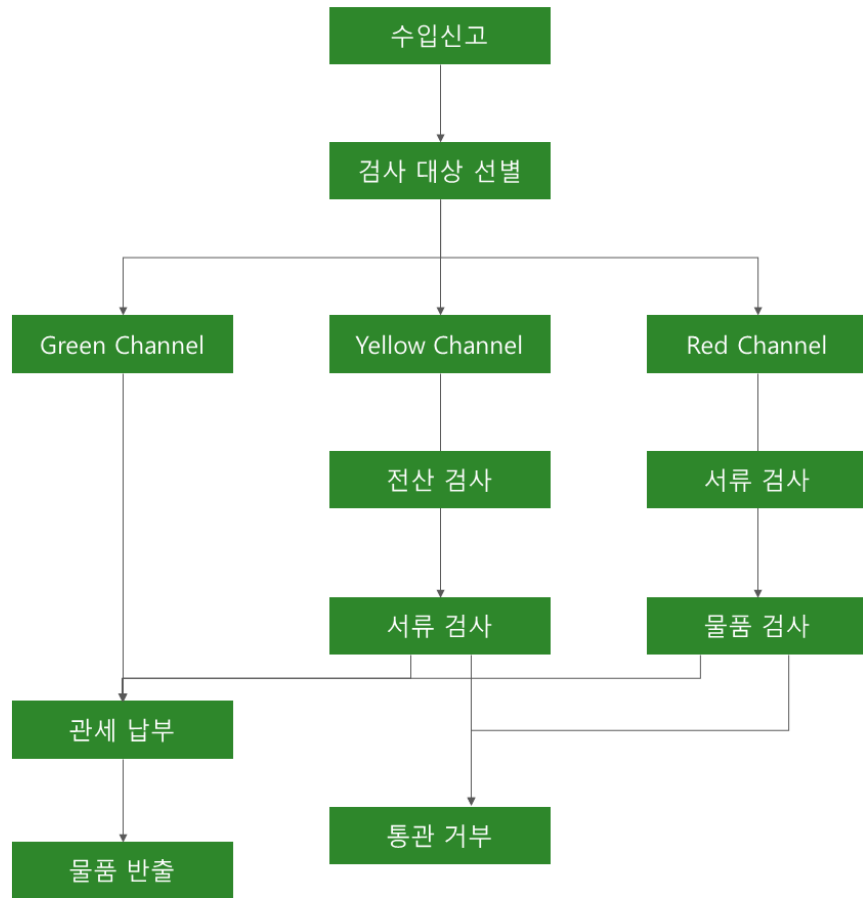 수입신고
검사 대상 선별
Green Channel
Yellow Channel
Red Channel
전산 검사
서류 검사
서류 검사
물품 검사
관세 납부
통관 거부
물품 반출